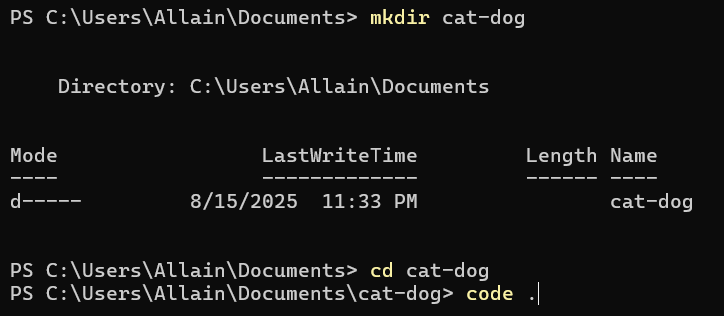 PS C:\Users\Allain\Documents> mkdir cat-dog
Directory: C:\Users\Allain\Documents
Mode LastWriteTime Length Name
---- ------------- ------ ----
d----- 8/15/2025 11:33 PM cat-dog
PS C:\Users\Allain\Documents> cd cat-dog
PS C:\Users\Allain\Documents\cat-dog> code .